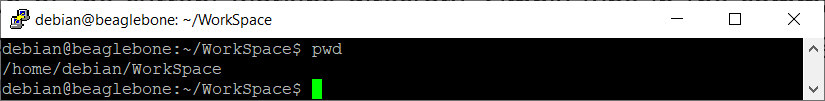 debian@beaglebone: ~/WorkSpace
debian@beaglebone:~/WorkSpace$ pwd
/home/debian/WorkSpace
debian@beaglebone:~/WorkSpace$